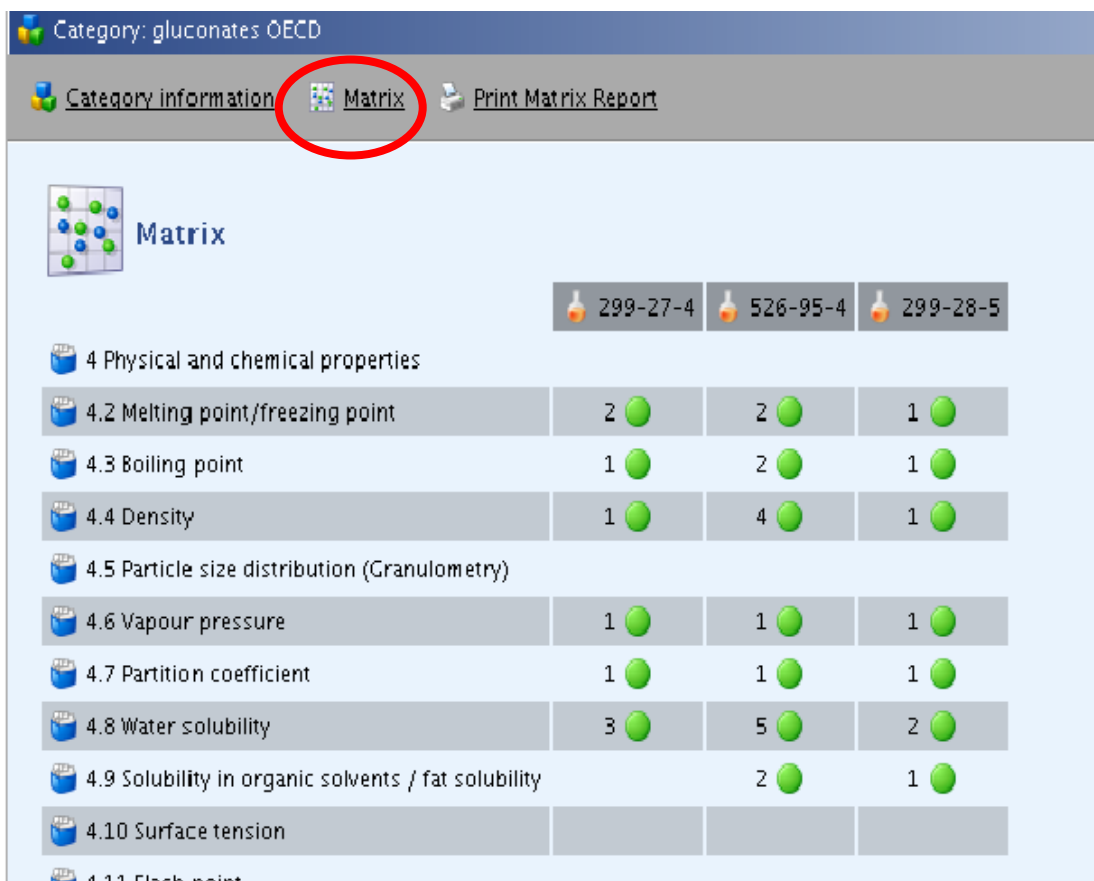 Category: gluconates OECD
Category information Matrix Print Matrix Report
Matrix
299-27-4 526-95-4 299-28-5
4 Physical and chemical properties
4.2 Melting point/freezing point 2 2 1
4.3 Boiling point 1 2 1
4.4 Density 1 4 1
4.5 Particle size distribution (Granulometry)
4.6 Vapour pressure 1 1 1
4.7 Partition coefficient 1 1 1
4.8 Water solubility 3 5 2
4.9 Solubility in organic solvents / fat solubility 2 1
4.10 Surface tension
4.11 Flash point